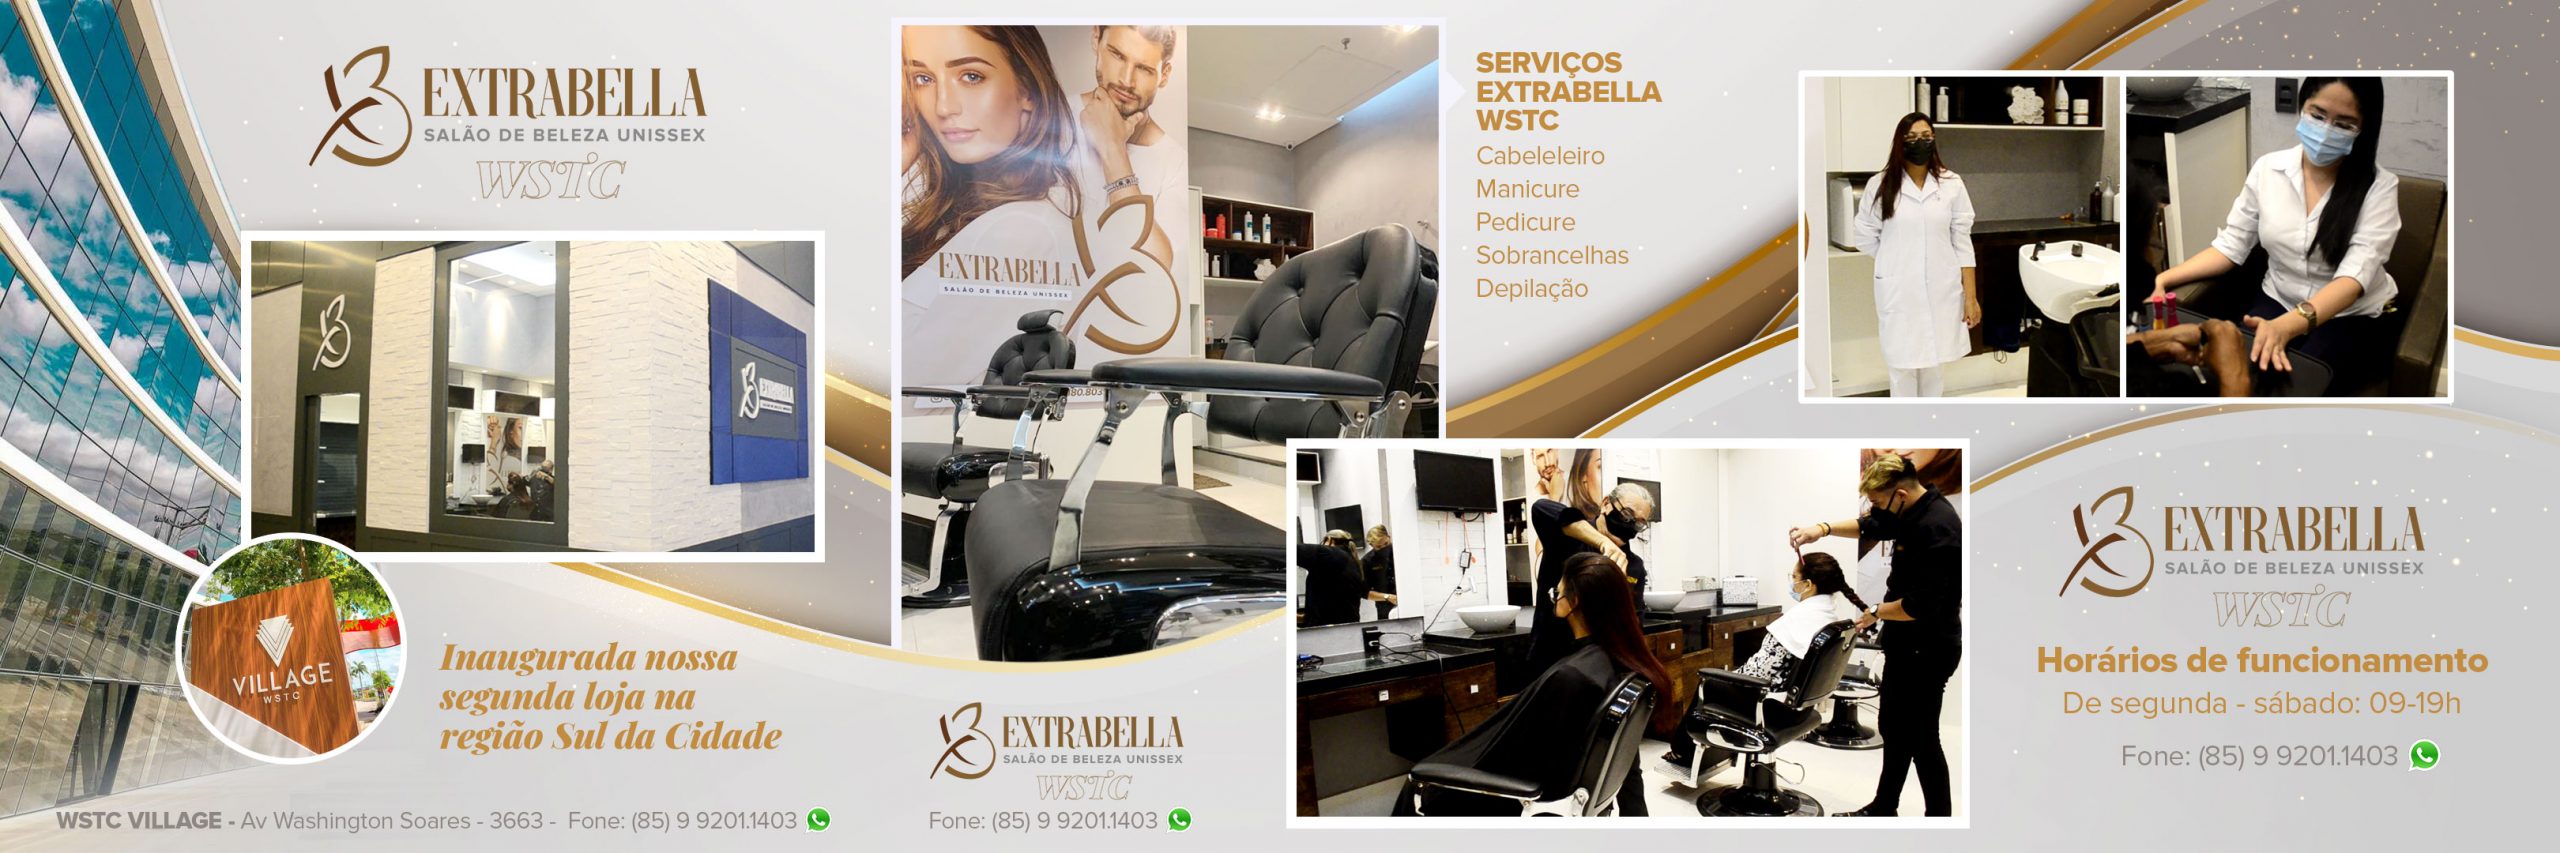 EXTRABELLA
SALÃO DE BELEZA UNISSEX
WSTC
EXTRABELLA
VILLAGE
WSTC
Inaugurada nossa
segunda loja na
região Sul da Cidade
WSTC VILLAGE - Av Washington Soares - 3663 - Fone: (85) 9 9201.1403
EXTRABELLA
SALÃO DE BELEZA UNISSEX
EXTRABELLA
SALÃO DE BELEZA UNISSEX
WSTC
Fone: (85) 9 9201.1403
SERVIÇOS
EXTRABELLA
WSTC
Cabeleleiro
Manicure
Pedicure
Sobrancelhas
Depilação
EXTRABELLA
SALÃO DE BELEZA UNISSEX
WSTC
Horários de funcionamento
De segunda - sábado: 09-19h
Fone: (85) 9 9201.1403